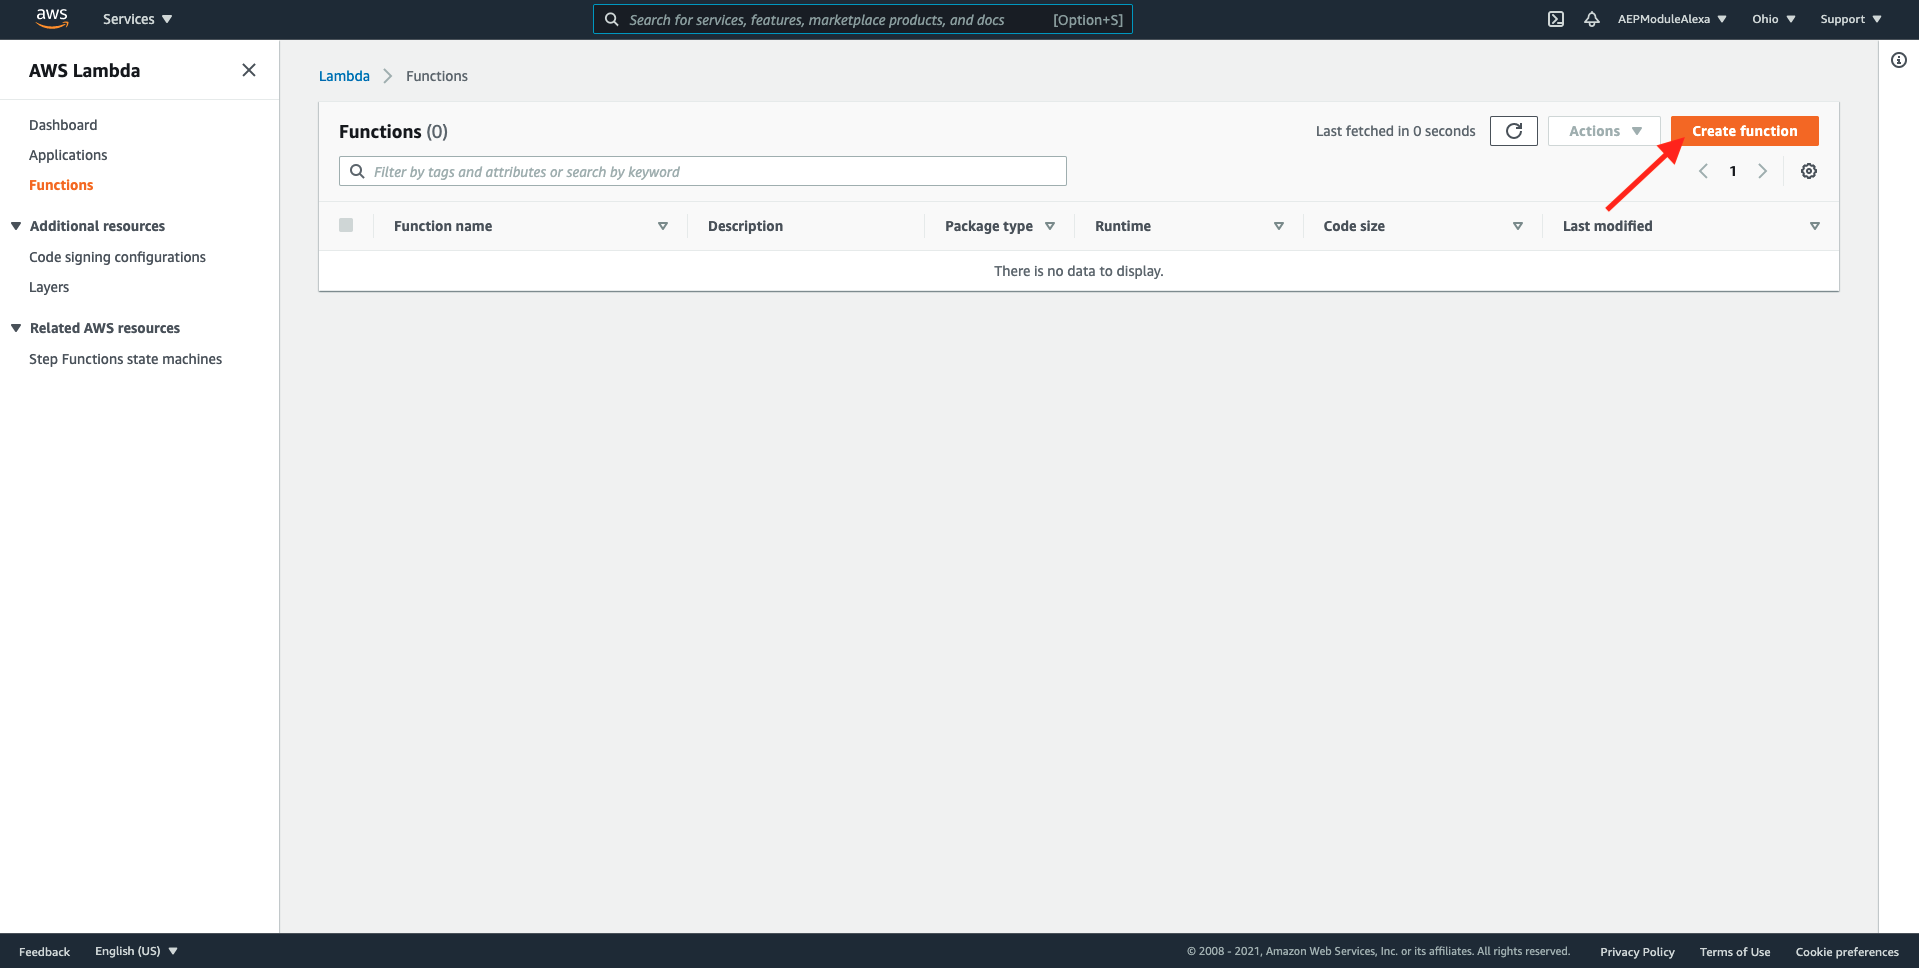 aws
Services
Search for services, features, marketplace products, and docs [Option+S]
AEPModuleAlexa
Ohio
Support
AWS Lambda
Dashboard
Applications
Functions
Additional resources
Code signing configurations
Layers
Related AWS resources
Step Functions state machines
Lambda > Functions
Functions (0)
Last fetched in 0 seconds
Actions
Create function
Filter by tags and attributes or search by keyword
1
Function name Description Package type Runtime Code size Last modified
There is no data to display.
Feedback
English (US)
© 2008 - 2021, Amazon Web Services, Inc. or its affiliates. All rights reserved.
Privacy Policy
Terms of Use
Cookie preferences